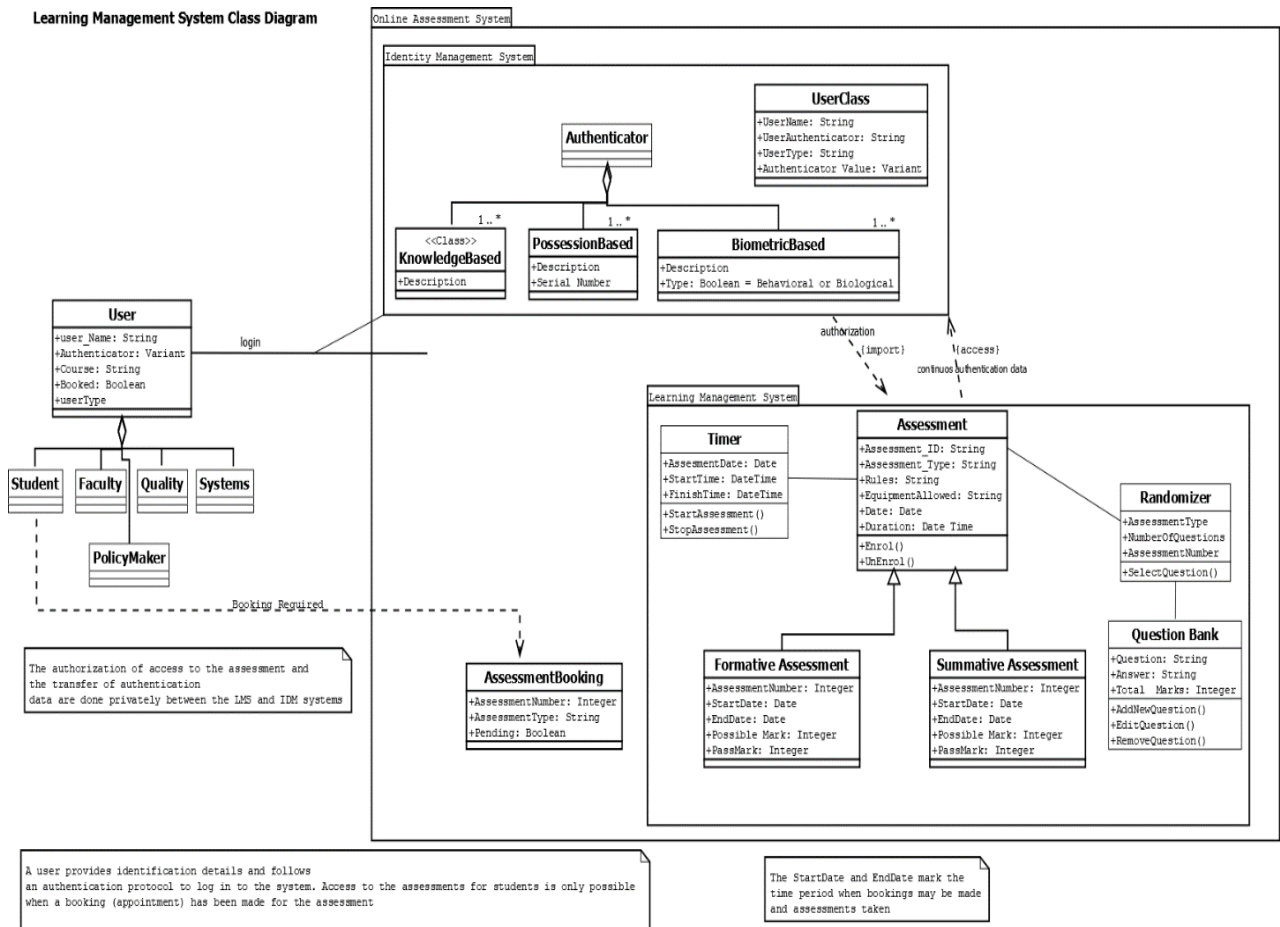 Learning Management System Class Diagram
Online Assessment System
Identity Management System
UserClass
+UserName: String
+UserAuthenticator: String
+UserType: String
+Authenticator Value: Variant
Authenticator
1..*
1..*
1..*
<<Class>>
KnowledgeBased
+Description
PossessionBased
+Description
+Serial Number
BiometricBased
+Description
+Type: Boolean = Behavioral or Biological
User
+user_Name: String
+Authenticator: Variant
+Course: String
+Booked: Boolean
+userType
login
authorization
{import}
{access}
continuos authentication data
Student
Faculty
Quality
Systems
PolicyMaker
Booking Required
Learning Management System
Timer
+AssesmentDate: Date
+StartTime: DateTime
+FinishTime: DateTime
+StartAssessment()
+StopAssessment()
Assessment
+Assessment_ID: String
+Assessment_Type: String
+Rules: String
+EquipmentAllowed: String
+Date: Date
+Duration: Date Time
+Enrol()
+UnEnrol()
Randomizer
+AssessmentType
+NumberOfQuestions
+AssessmentNumber
+SelectQuestion()
Question Bank
+Question: String
+Answer: String
+Total Marks: Integer
+AddNewQuestion()
+EditQuestion()
+RemoveQuestion()
Formative Assessment
+AssessmentNumber: Integer
+StartDate: Date
+EndDate: Date
+Possible Mark: Integer
+PassMark: Integer
Summative Assessment
+AssessmentNumber: Integer
+StartDate: Date
+EndDate: Date
+Possible Mark: Integer
+PassMark: Integer
AssessmentBooking
+AssessmentNumber: Integer
+AssessmentType: String
+Pending: Boolean
The authorization of access to the assessment and
the transfer of authentication
data are done privately between the LMS and IDM systems
A user provides identification details and follows
an authentication protocol to log in to the system. Access to the assessments for students is only possible
when a booking (appointment) has been made for the assessment
The StartDate and EndDate mark the
time period when bookings may be made
and assessments taken